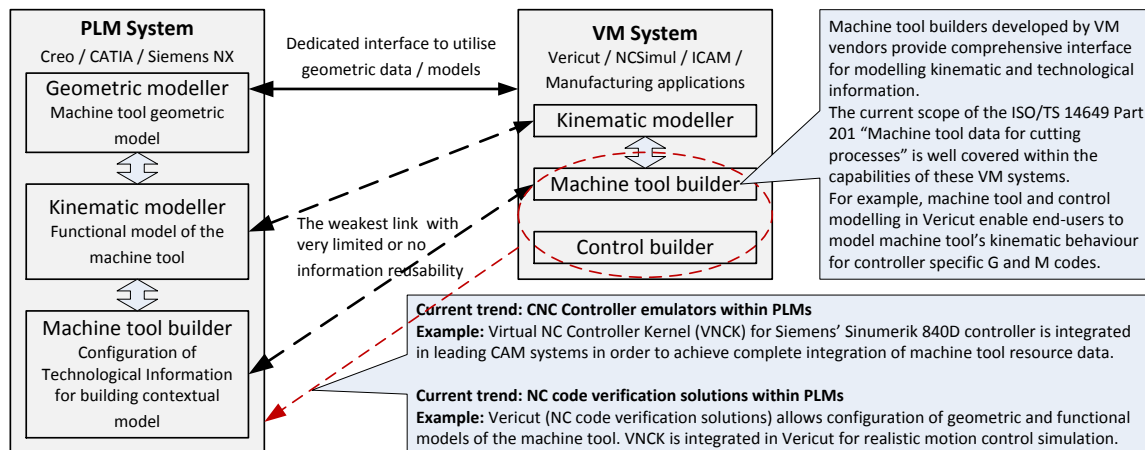 PLM System
Creo / CATIA / Siemens NX
Geometric modeller
Machine tool geometric
model
Kinematic modeller
Functional model of the
machine tool
Machine tool builder
Configuration of
Technological Information
for building contextual
model
Dedicated interface to utilise
geometric data / models
The weakest link with
very limited or no
information reusability
VM System
Vericut / NCSimul / ICAM /
Manufacturing applications
Kinematic modeller
Machine tool builder
Control builder
Machine tool builders developed by VM
vendors provide comprehensive interface
for modelling kinematic and technological
information.
The current scope of the ISO/TS 14649 Part
201 “Machine tool data for cutting
processes” is well covered within the
capabilities of these VM systems.
For example, machine tool and control
modelling in Vericut enable end-users to
model machine tool’s kinematic behaviour
for controller specific G and M codes.
Current trend: CNC Controller emulators within PLMs
Example: Virtual NC Controller Kernel (VNCK) for Siemens’ Sinumerik 840D controller is integrated
in leading CAM systems in order to achieve complete integration of machine tool resource data.
Current trend: NC code verification solutions within PLMs
Example: Vericut (NC code verification solutions) allows configuration of geometric and functional
models of the machine tool. VNCK is integrated in Vericut for realistic motion control simulation.